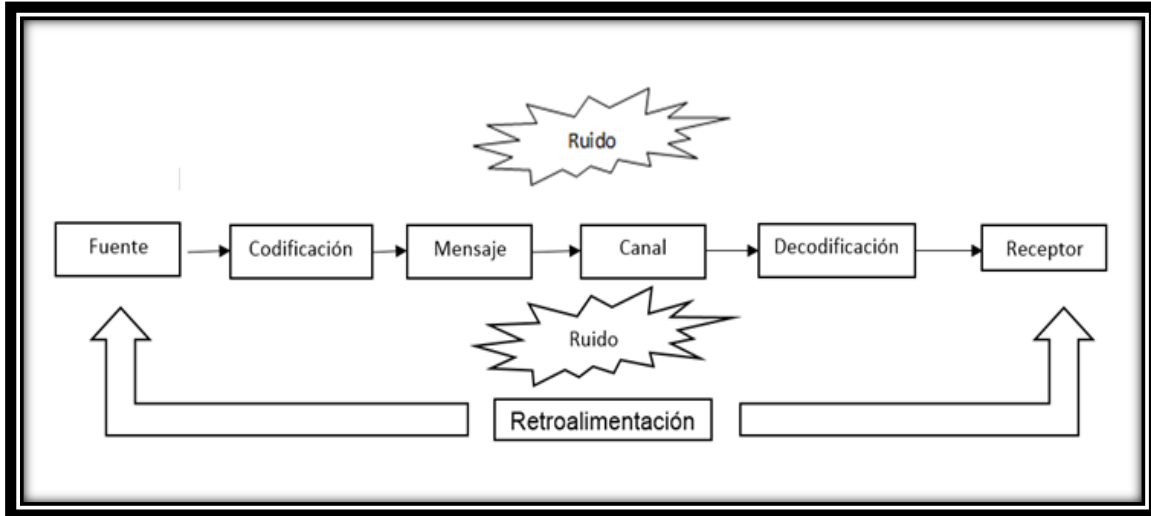 Ruido
Fuente
Codificación
Mensaje
Canal
Decodificación
Receptor
Ruido
Retroalimentación